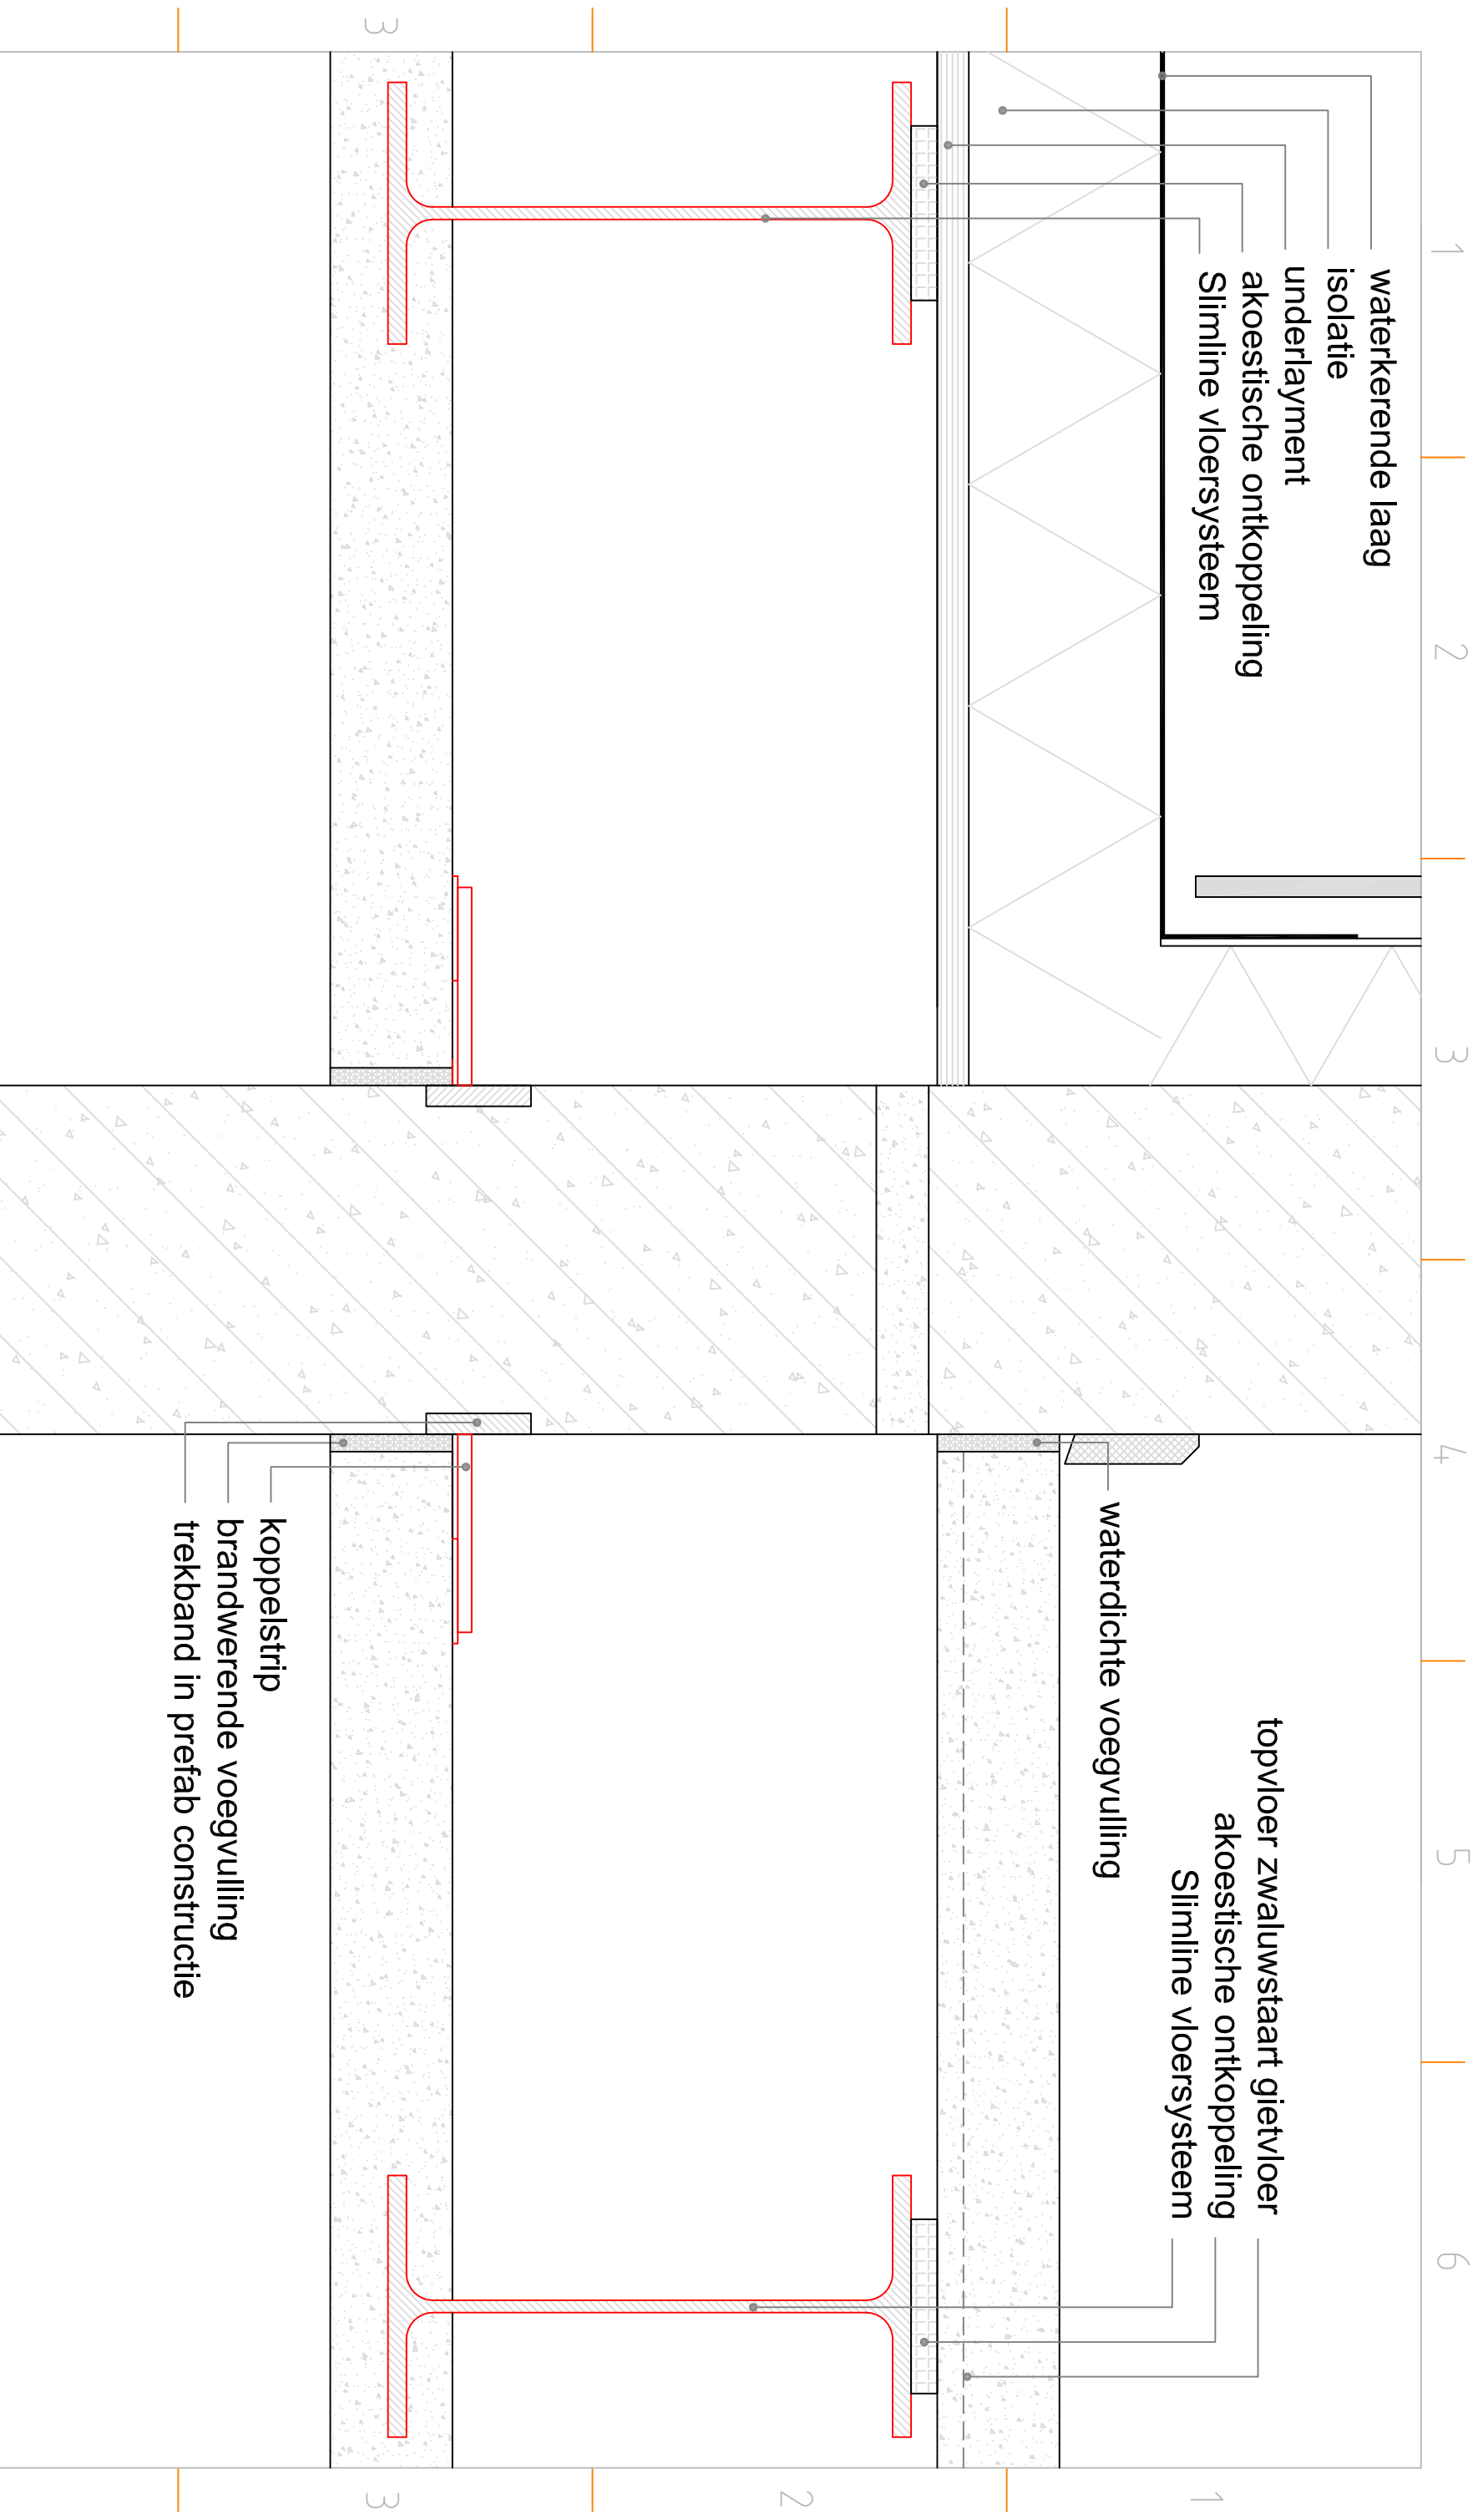 1
2
3
4
5
6
waterkerende laag
isolatie
underlayment
akoestische ontkoppeling
Slimline vloersysteem
topvloer zwaluwstaart gietvloer
akoestische ontkoppeling
Slimline vloersysteem
waterdichte voegvulling
koppelstrip
brandwerende voegvulling
trekband in prefab constructie
3
1
2
3